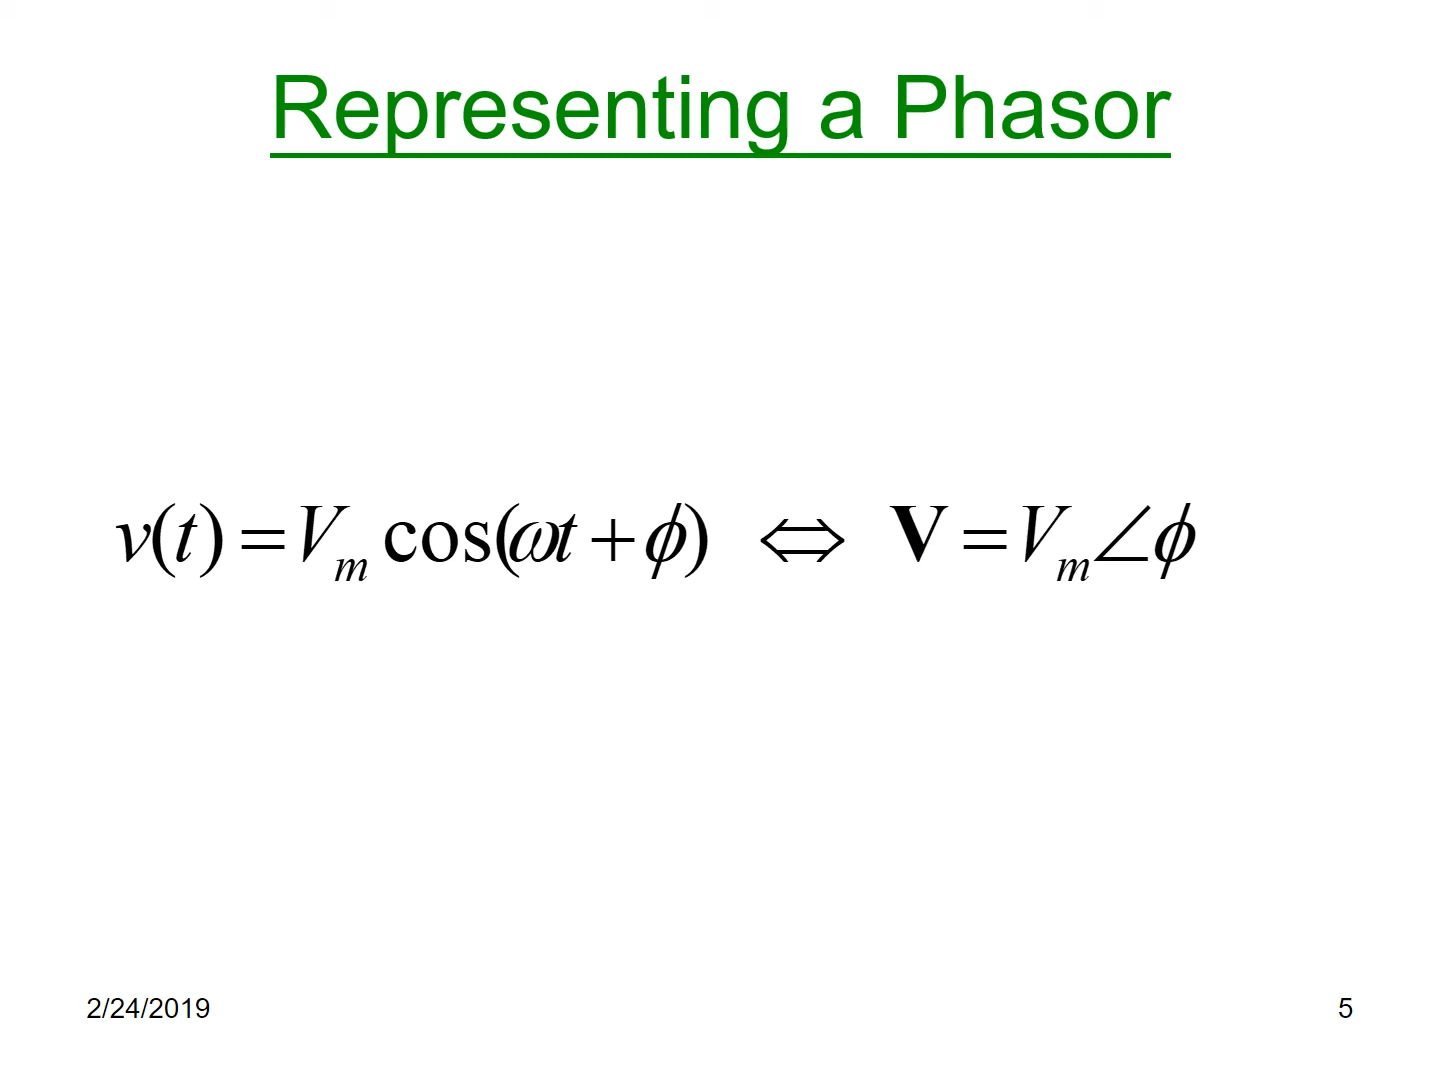 Representing a Phasor
v(t) = V_m cos(ωt + ϕ) ⇔ V = V_m∠ϕ
2/24/2019
5